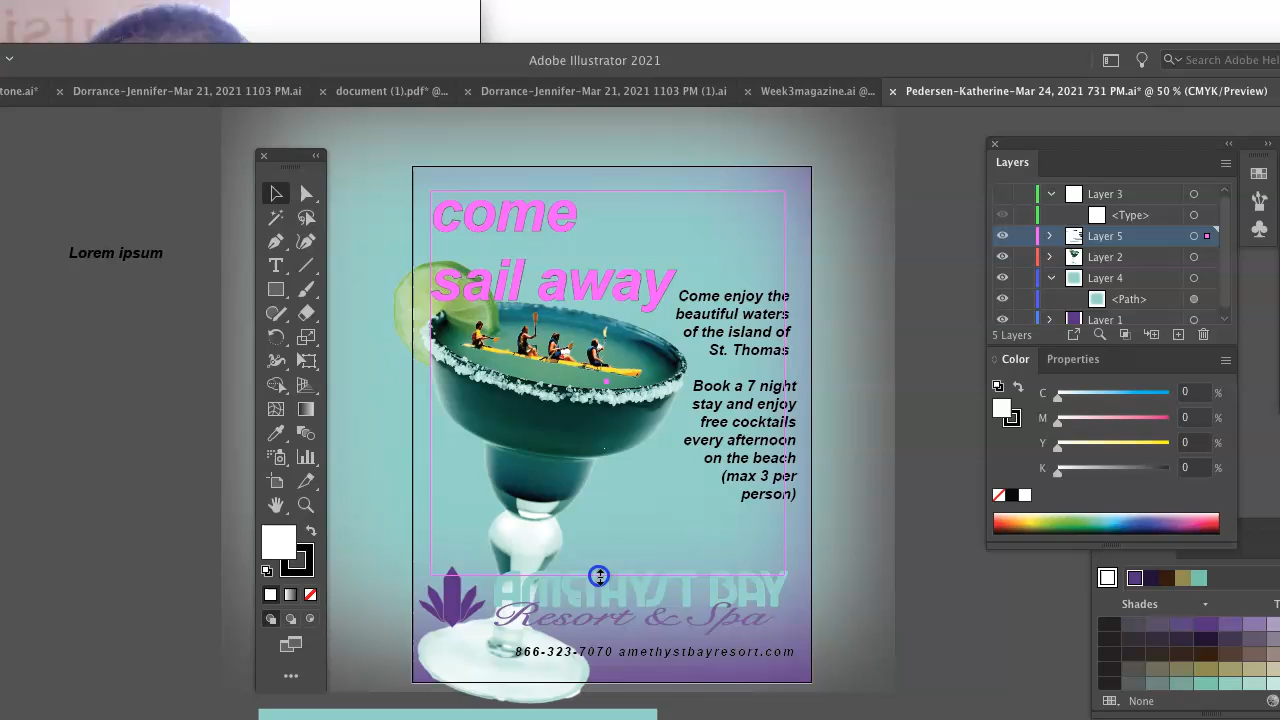 Adobe Illustrator 2021
Search Adobe Hel
tone.ai*
Dorrance-Jennifer-Mar 21, 2021 1103 PM.ai
document (1).pdf* @...
Dorrance-Jennifer-Mar 21, 2021 1103 PM (1).ai
Week3magazine.ai @...
Pedersen-Katherine-Mar 24, 2021 731 PM.ai* @ 50 % (CMYK/Preview)
Lorem ipsum
come
sail away
Come enjoy the
beautiful waters
of the island of
St. Thomas
Book a 7 night
stay and enjoy
free cocktails
every afternoon
on the beach
(max 3 per
person)
AMETHYST BAY
Resort & Spa
866-323-7070 amethystbayresort.com
Layers
Layer 3
<Type>
Layer 5
Layer 2
Layer 4
<Path>
Layer 1
5 Layers
Color
Properties
C 0 %
M 0 %
Y 0 %
K 0 %
Shades
T
None